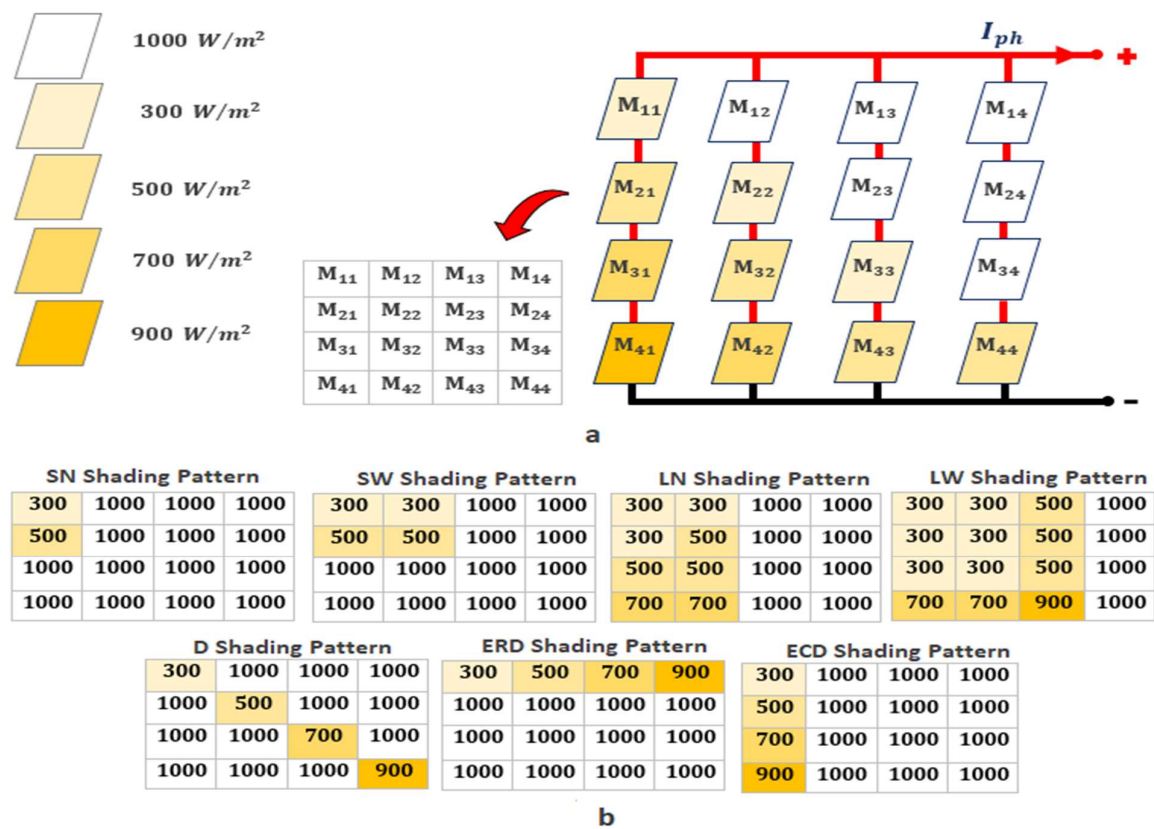 1000 W/m²
300 W/m²
500 W/m²
700 W/m²
900 W/m²
I_ph
+
M₁₁ M₁₂ M₁₃ M₁₄
M₂₁ M₂₂ M₂₃ M₂₄
M₃₁ M₃₂ M₃₃ M₃₄
M₄₁ M₄₂ M₄₃ M₄₄
-
M₁₁ M₁₂ M₁₃ M₁₄
M₂₁ M₂₂ M₂₃ M₂₄
M₃₁ M₃₂ M₃₃ M₃₄
M₄₁ M₄₂ M₄₃ M₄₄
a
SN Shading Pattern
300 1000 1000 1000
500 1000 1000 1000
1000 1000 1000 1000
1000 1000 1000 1000
SW Shading Pattern
300 300 1000 1000
500 500 1000 1000
1000 1000 1000 1000
1000 1000 1000 1000
LN Shading Pattern
300 300 1000 1000
300 500 1000 1000
500 500 1000 1000
700 700 1000 1000
LW Shading Pattern
300 300 500 1000
300 300 500 1000
300 300 500 1000
700 700 900 1000
D Shading Pattern
300 1000 1000 1000
1000 500 1000 1000
1000 1000 700 1000
1000 1000 1000 900
ERD Shading Pattern
300 500 700 900
1000 1000 1000 1000
1000 1000 1000 1000
1000 1000 1000 1000
ECD Shading Pattern
300 1000 1000 1000
500 1000 1000 1000
700 1000 1000 1000
900 1000 1000 1000
b